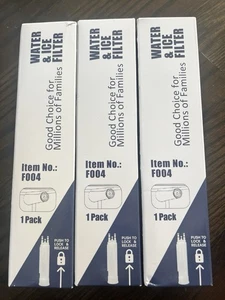 WATER
& ICE
FILTER
Good Choice for
Millions of Families
Item No.:
F004
1 Pack
PUSH TO
LOCK &
RELEASE
WATER
& ICE
FILTER
Good Choice for
Millions of Families
Item No.:
F004
1 Pack
PUSH TO
LOCK &
RELEASE
WATER
& ICE
FILTER
Good Choice for
Millions of Families
Item No.:
F004
1 Pack
PUSH TO
LOCK &
RELEASE